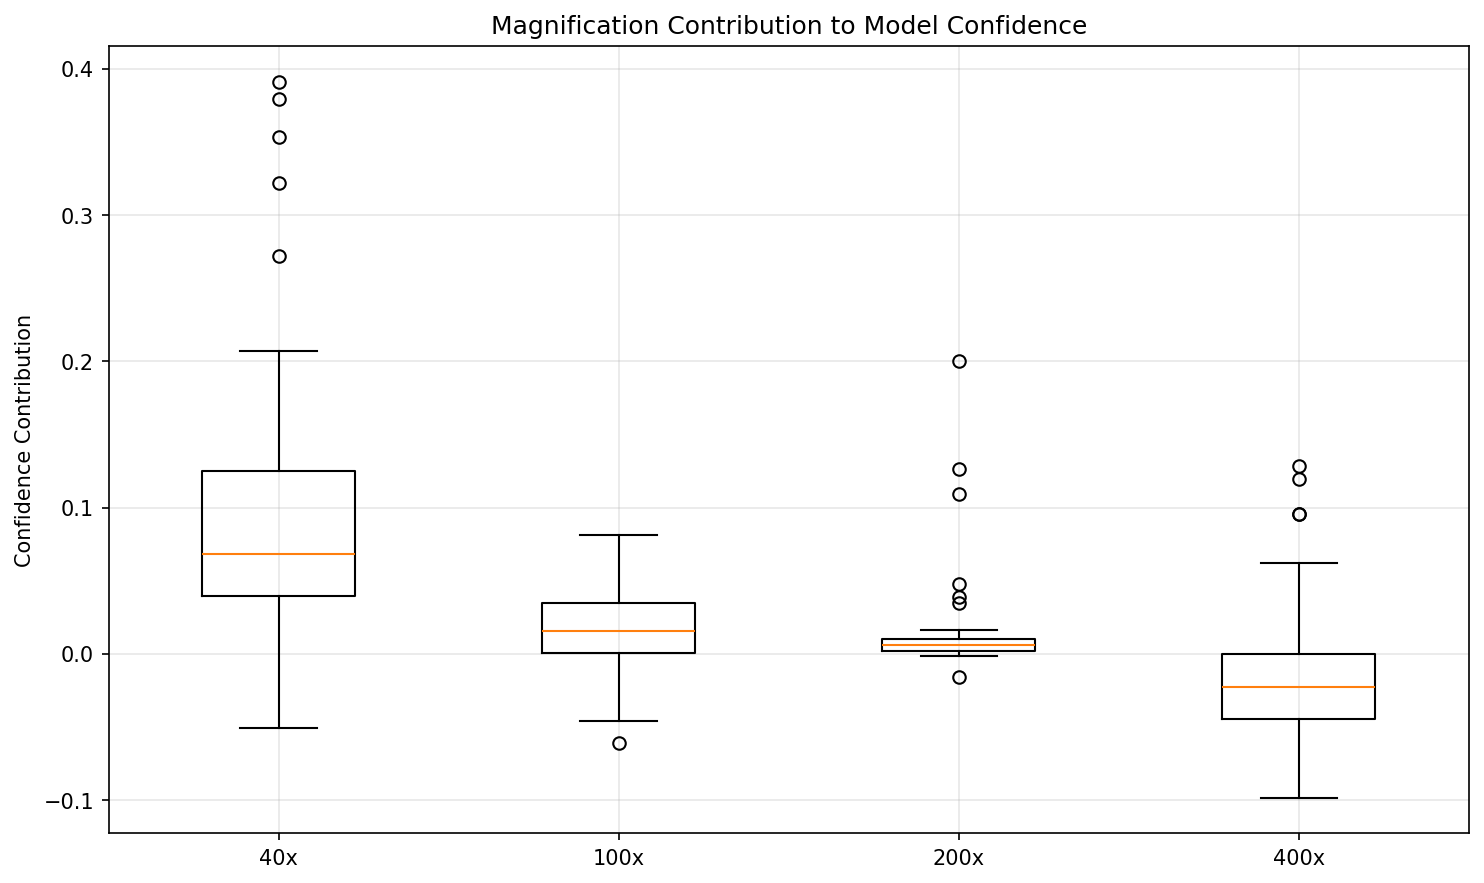 Magnification Contribution to Model Confidence
Confidence Contribution
0.4
0.3
0.2
0.1
0.0
−0.1
40x
100x
200x
400x